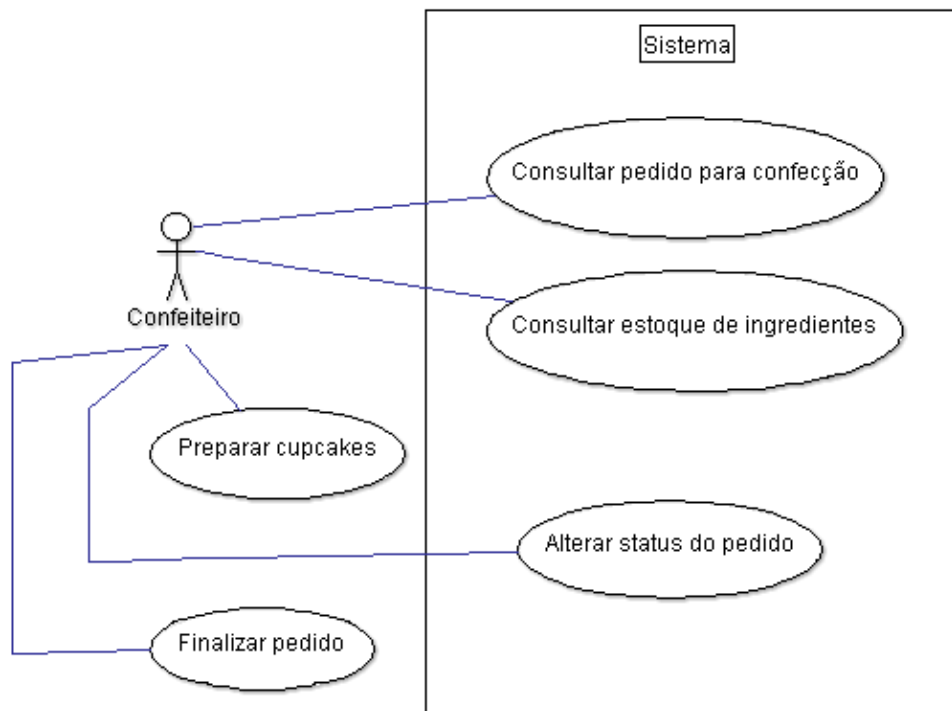 Sistema
Consultar pedido para confecção
Consultar estoque de ingredientes
Confeiteiro
Preparar cupcakes
Alterar status do pedido
Finalizar pedido